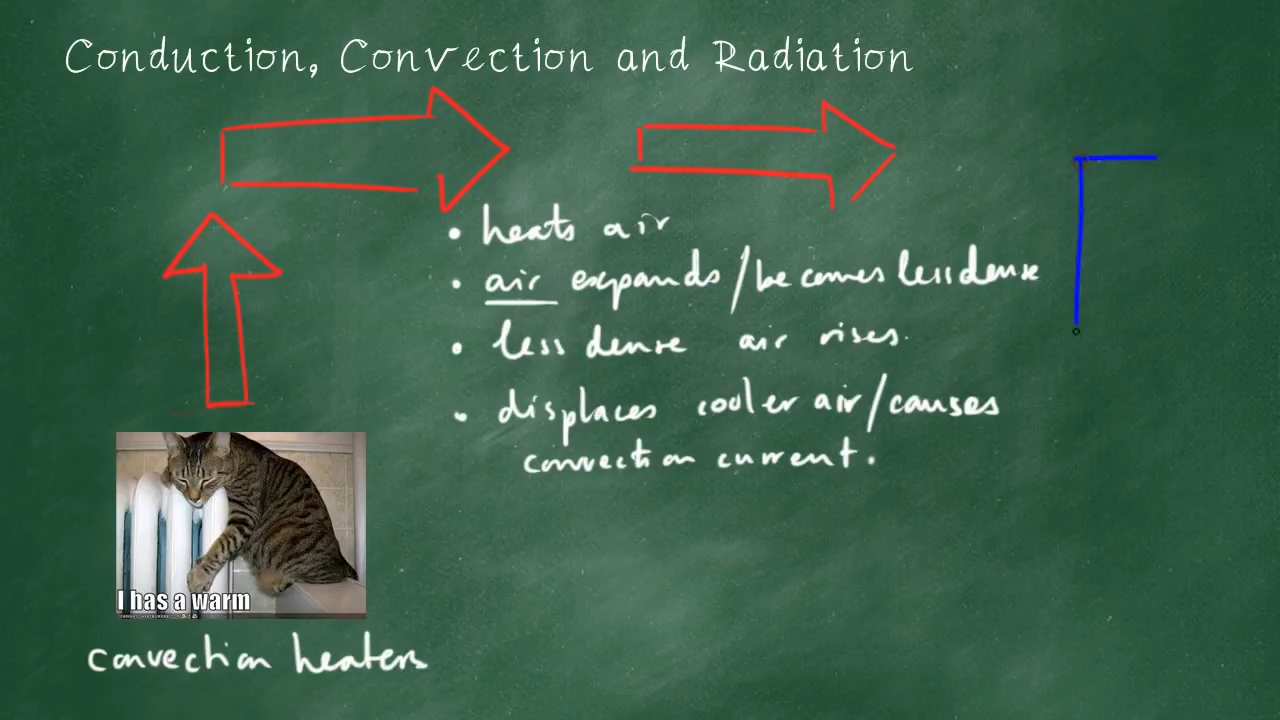 Conduction, Convection and Radiation
• heats air
• air expands/becomes less dense
• less dense air rises.
• displaces cooler air/causes
convection current.
I has a warm
convection heaters